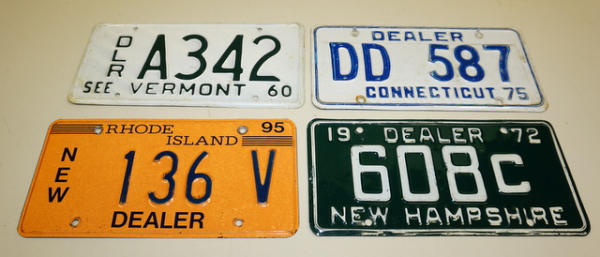 DLR A342
SEE VERMONT 60
DEALER
DD 587
CONNECTICUT 75
RHODE ISLAND 95
NEW 136 V
DEALER
19 DEALER 72
608C
NEW HAMPSHIRE